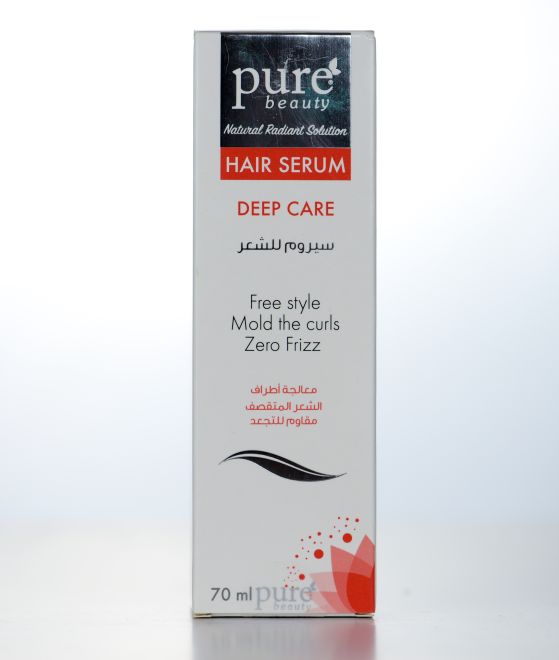 pure
beauty
Natural Radiant Solution
HAIR SERUM
DEEP CARE
سيروم للشعر
Free style
Mold the curls
Zero Frizz
معالجة أطراف
الشعر المتقصف
مقاوم للتجعد
70 ml pure
beauty